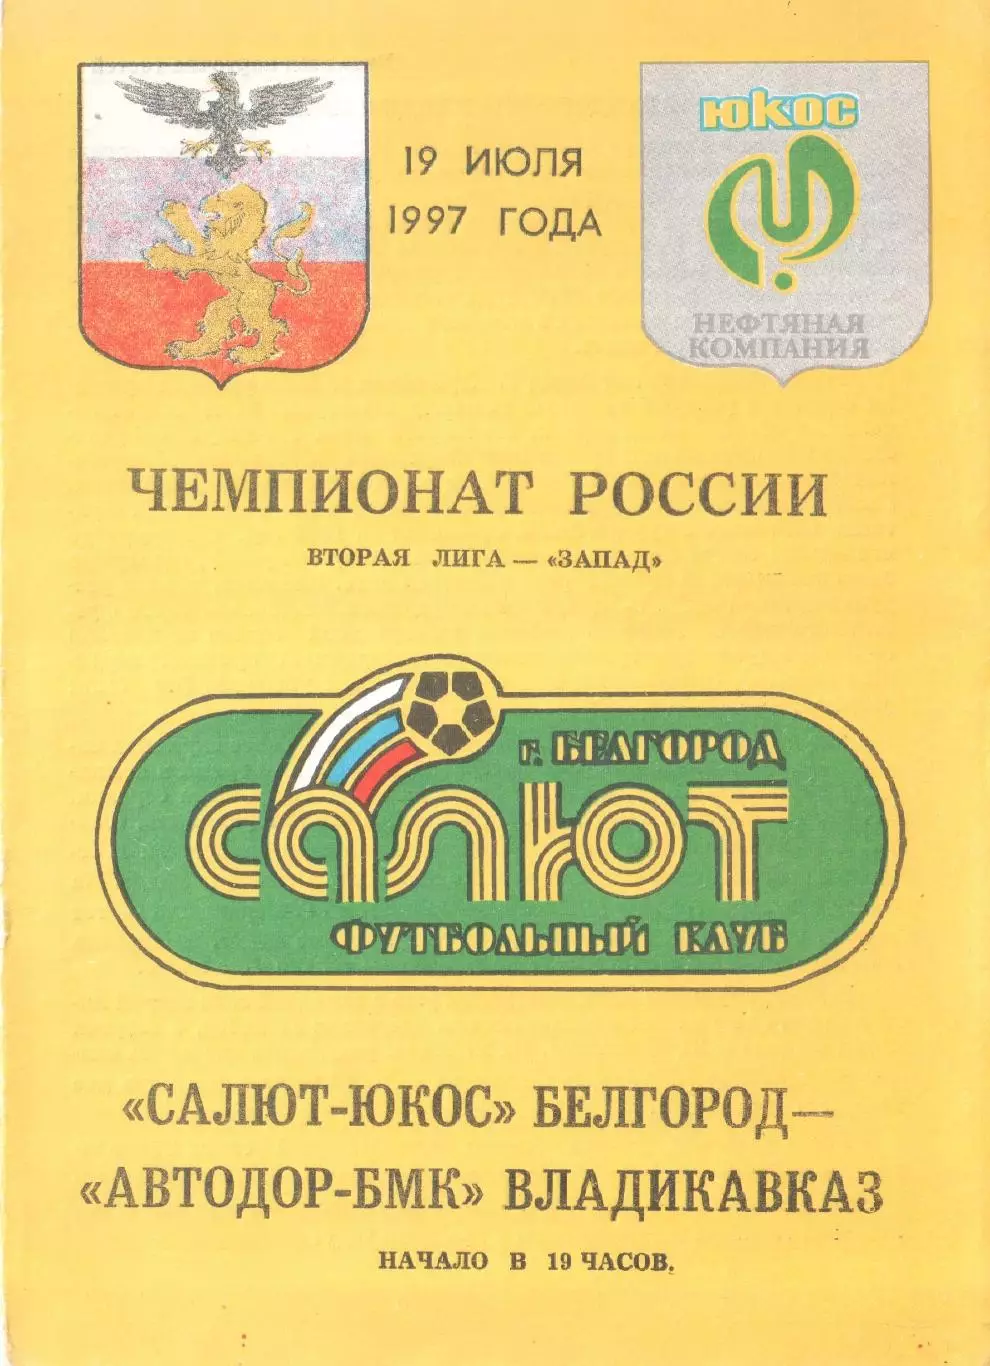 19 ИЮЛЯ
1997 ГОДА
ЮКОС
НЕФТЯНАЯ
КОМПАНИЯ
ЧЕМПИОНАТ РОССИИ
ВТОРАЯ ЛИГА — «ЗАПАД»
г. БЕЛГОРОД
САЛЮТ
ФУТБОЛЬНЫЙ КЛУБ
«САЛЮТ-ЮКОС» БЕЛГОРОД—
«АВТОДОР-БМК» ВЛАДИКАВКАЗ
НАЧАЛО В 19 ЧАСОВ.